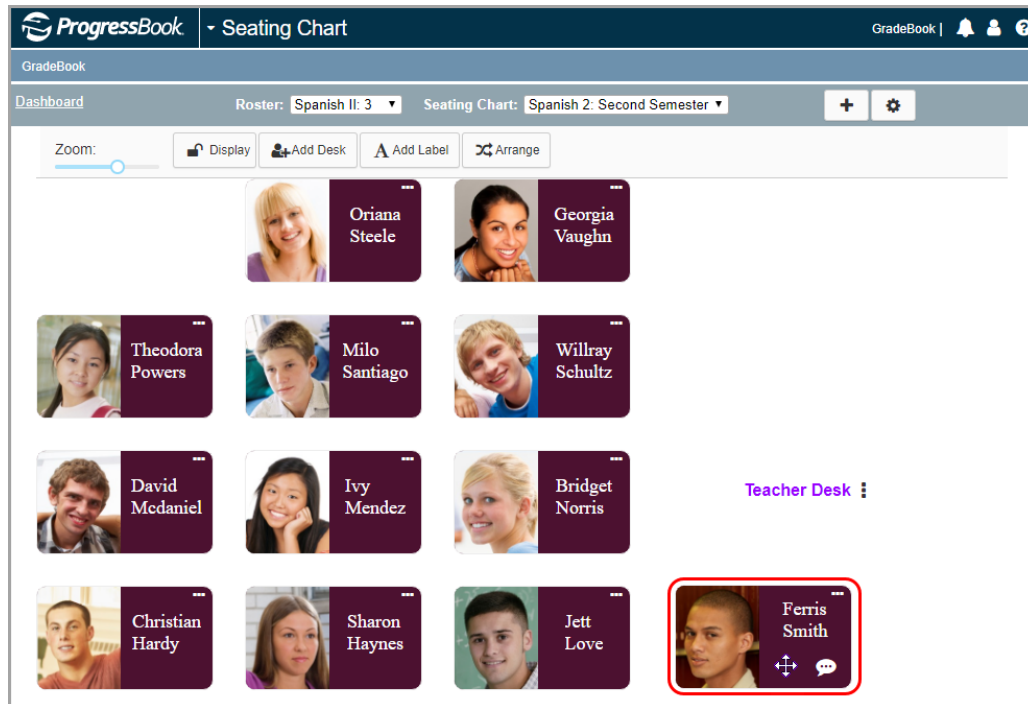 ProgressBook Seating Chart GradeBook |
GradeBook
Dashboard Roster: Spanish II: 3 Seating Chart: Spanish 2: Second Semester
Zoom: Display Add Desk A Add Label Arrange
Oriana Georgia
Steele Vaughn
Theodora Milo Willray
Powers Santiago Schultz
David Ivy Bridget
Mcdaniel Mendez Norris
Teacher Desk
Christian Sharon Jett Ferris
Hardy Haynes Love Smith